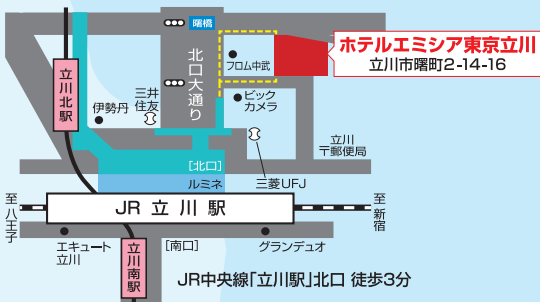 曙橋
ホテルエミシア東京立川
立川市曙町2-14-16
フロム中武
北口大通り
立川北駅
三井
住友
伊勢丹
ビック
カメラ
立川
〒郵便局
[北口]
ルミネ
三菱UFJ
至八王子
JR 立川駅
至新宿
エキュート
立川
立川南駅
[南口]
グランデュオ
JR中央線「立川駅」北口 徒歩3分